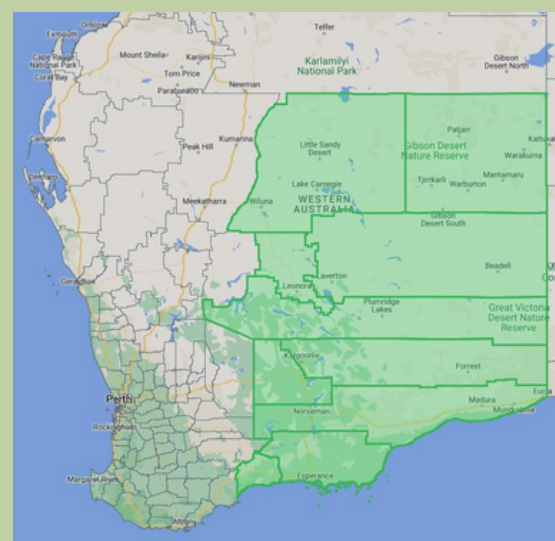 Onslow
Telfer
Exmouth
Cape Range
National Park
Mount Sheila
Karijini
Karlamilyi
National Park
Gibson
Desert North
Coral Bay
Tom Price
Paraburdoo
Newman
Carnarvon
Kumarina
Peak Hill
Little Sandy
Desert
Patjarr
Gibson Desert
Nature Reserve
Warakurna
Denham
Meekatharra
Lake Carnegie
Tjirrkarli
Warburton
Mantamaru
Wiluna
WESTERN
AUSTRALIA
Gibson
Desert South
Geraldton
Leonora
Laverton
Beadell
Plumridge
Lakes
Great Victoria
Desert Nature
Reserve
Kalgoorlie
Forrest
Perth
Rockingham
Norseman
Madura
Eucla
Mundrabilla
Margaret River
Esperance
Albany